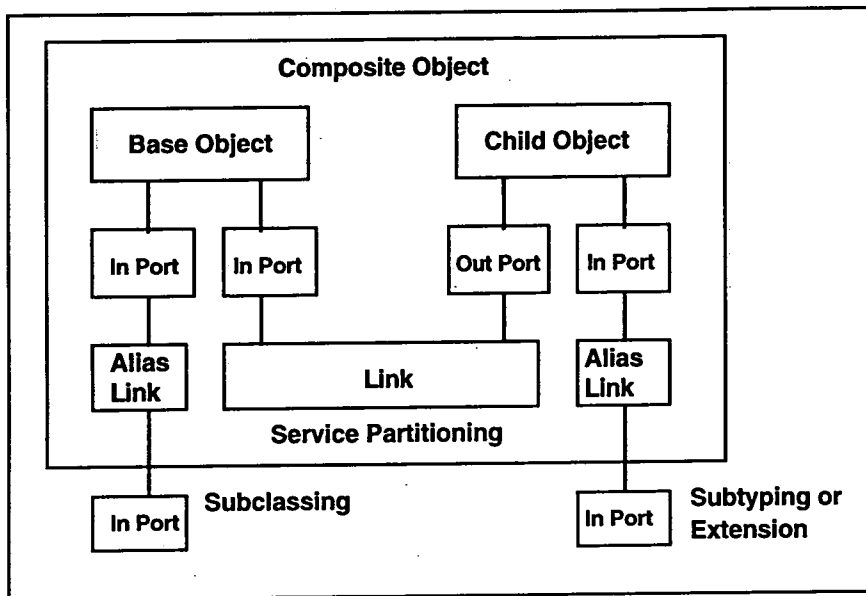 Composite Object
Base Object
Child Object
In Port
In Port
Out Port
In Port
Alias
Link
Link
Alias
Link
Service Partitioning
In Port
Subclassing
In Port
Subtyping or
Extension